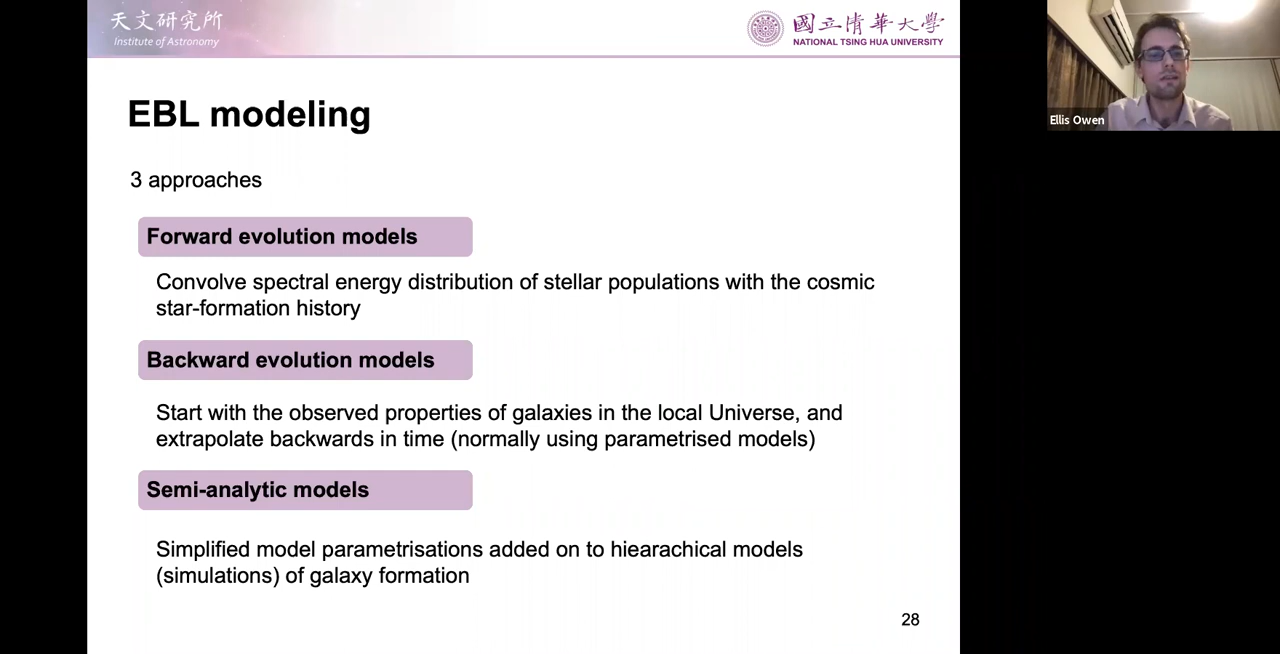 天文研究所
Institute of Astronomy
國立清華大學
NATIONAL TSING HUA UNIVERSITY
Ellis Owen
EBL modeling
3 approaches
Forward evolution models
Convolve spectral energy distribution of stellar populations with the cosmic
star-formation history
Backward evolution models
Start with the observed properties of galaxies in the local Universe, and
extrapolate backwards in time (normally using parametrised models)
Semi-analytic models
Simplified model parametrisations added on to hiearachical models
(simulations) of galaxy formation
28